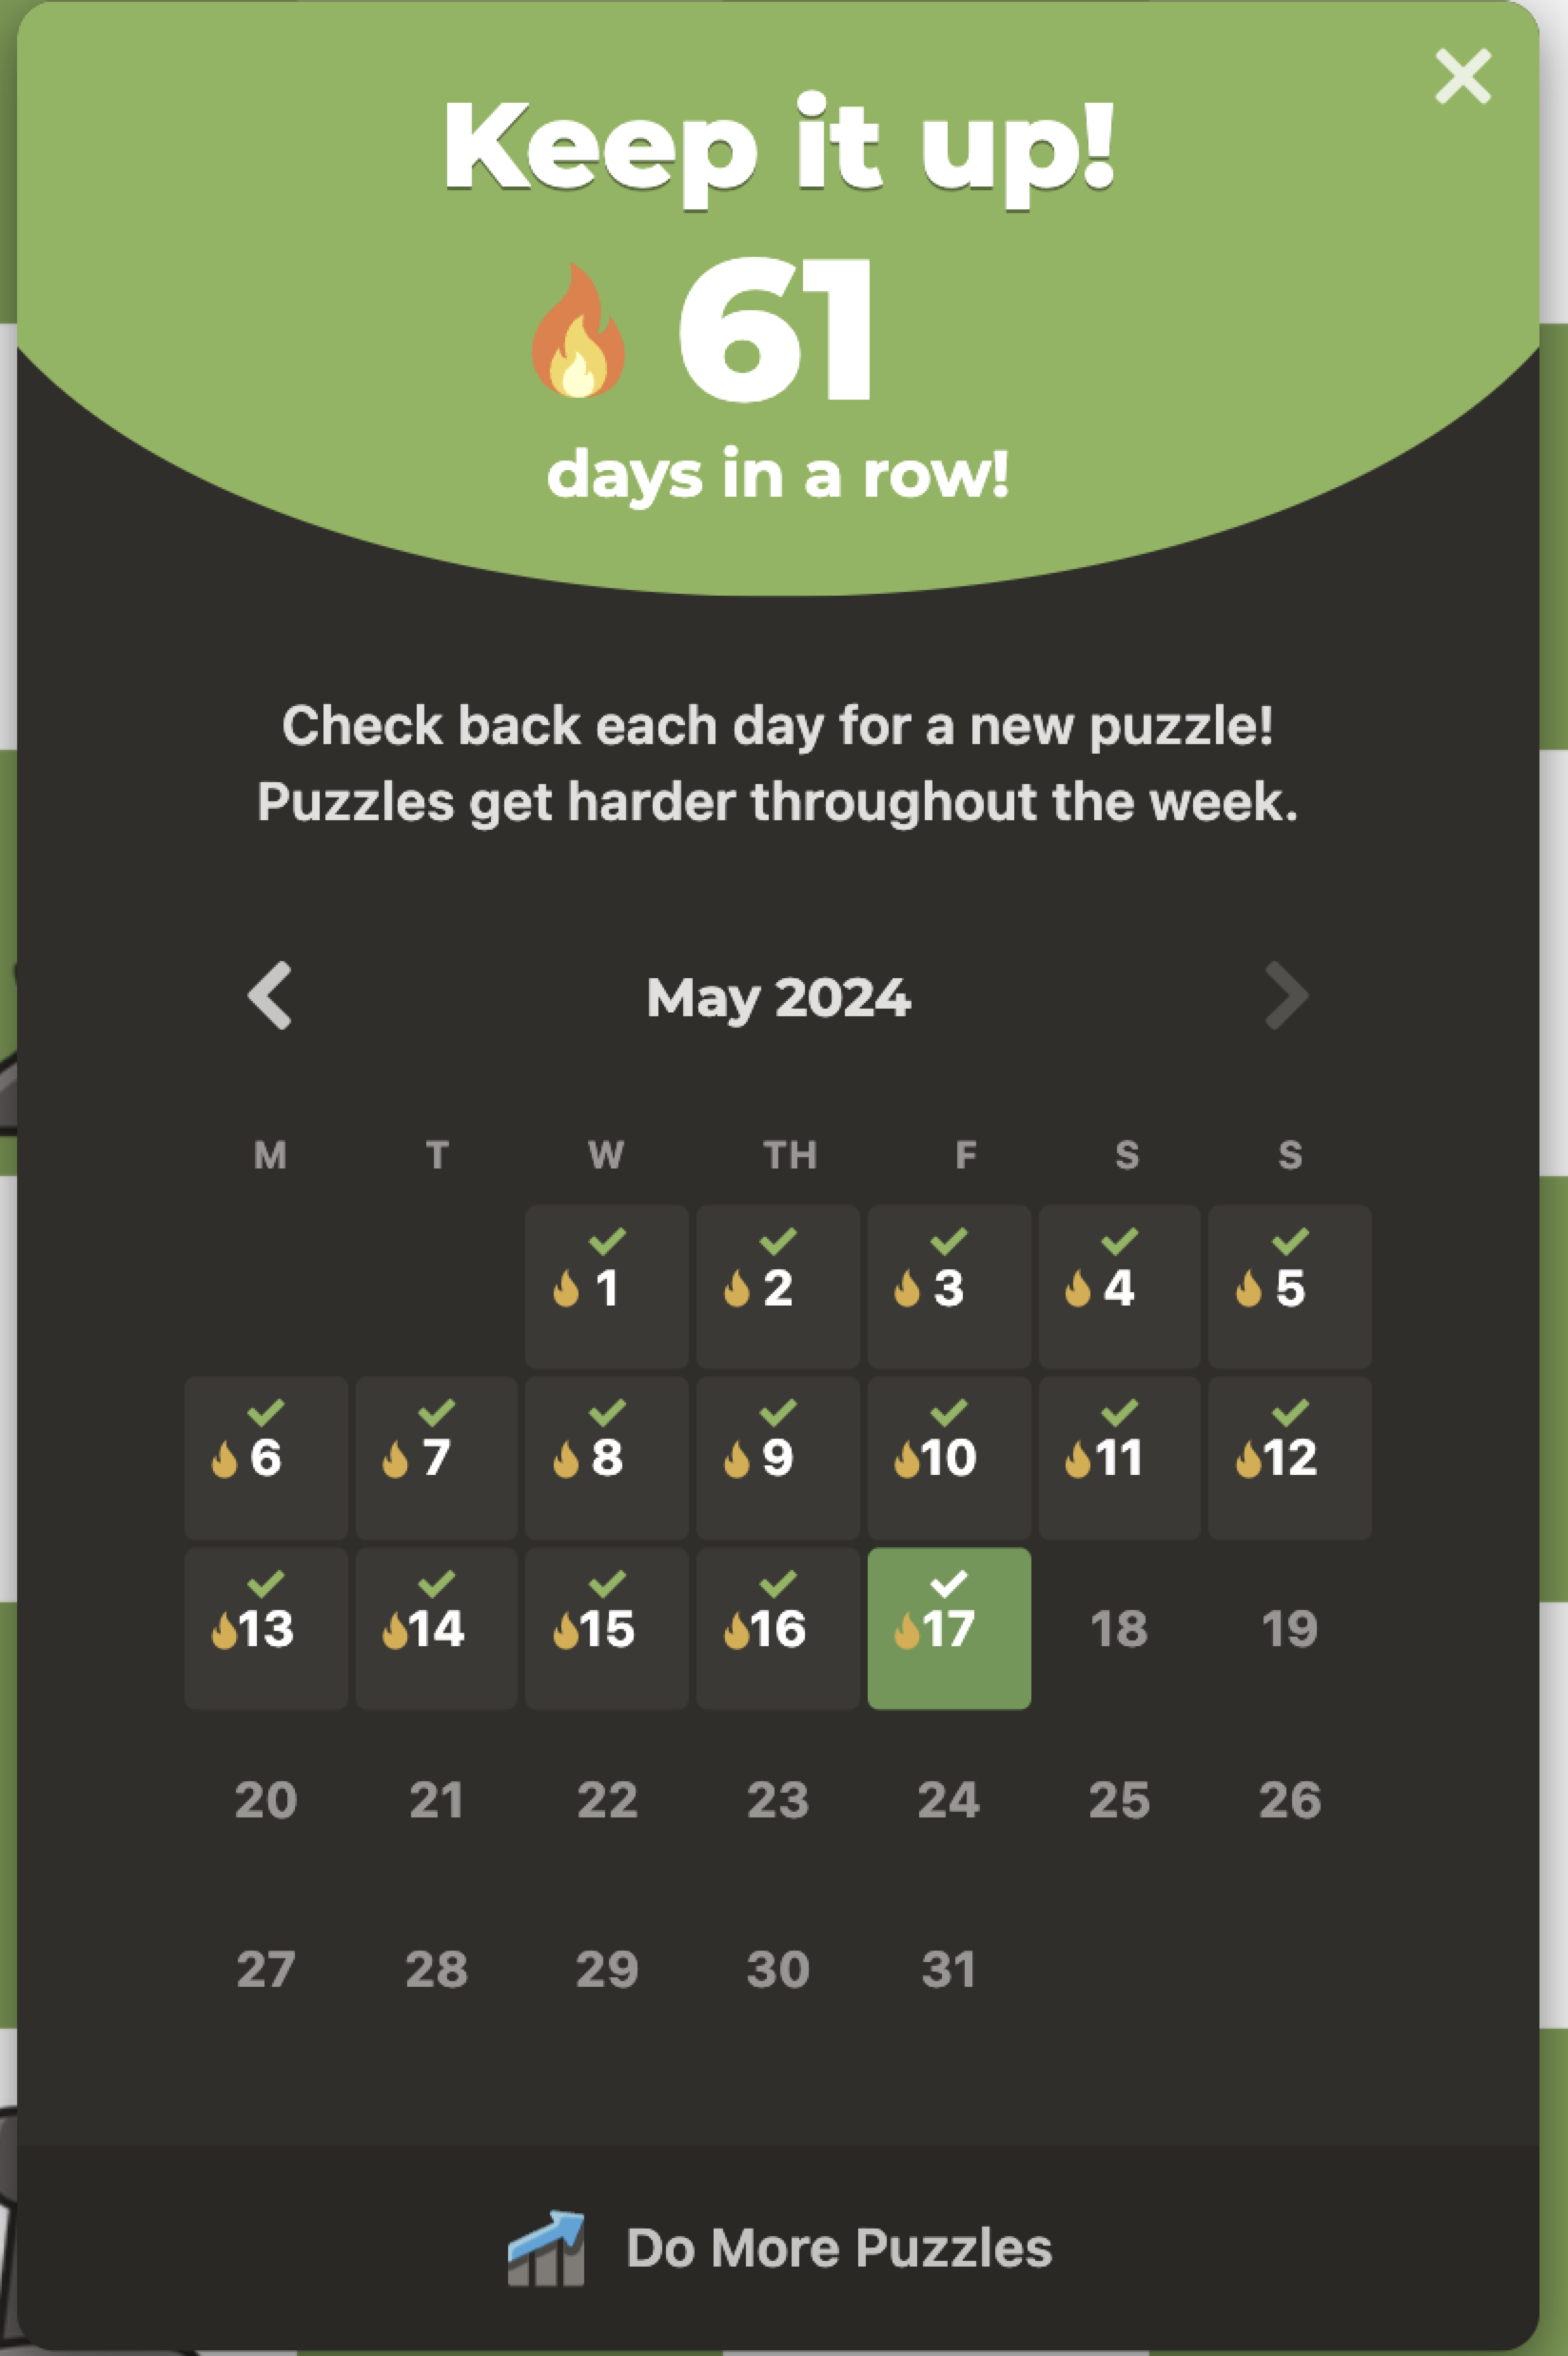 Keep it up!
61
days in a row!
Check back each day for a new puzzle!
Puzzles get harder throughout the week.
May 2024
M T W TH F S S
1 2 3 4 5
6 7 8 9 10 11 12
13 14 15 16 17 18 19
20 21 22 23 24 25 26
27 28 29 30 31
Do More Puzzles